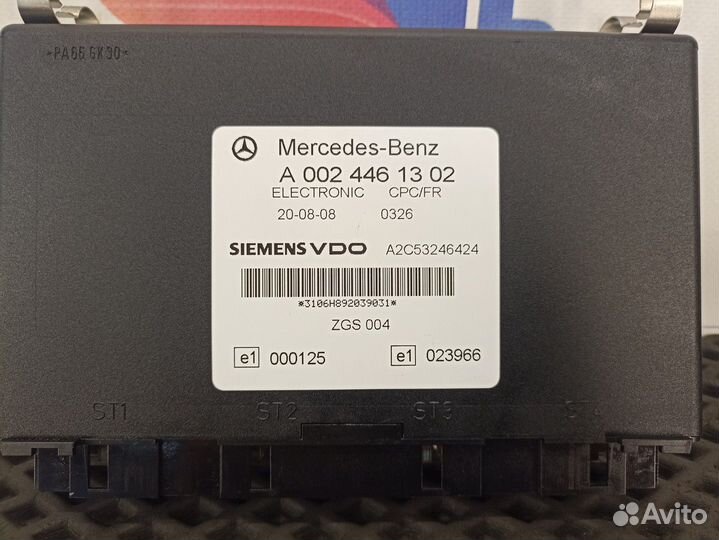 *PA66 GK30*
Mercedes-Benz
A 002 446 13 02
ELECTRONIC CPC/FR
20-08-08 0326
SIEMENS VDO A2C53246424
*3106H892039031*
ZGS 004
e1 000125 e1 023966
ST1 ST2 ST3 ST4
Avito